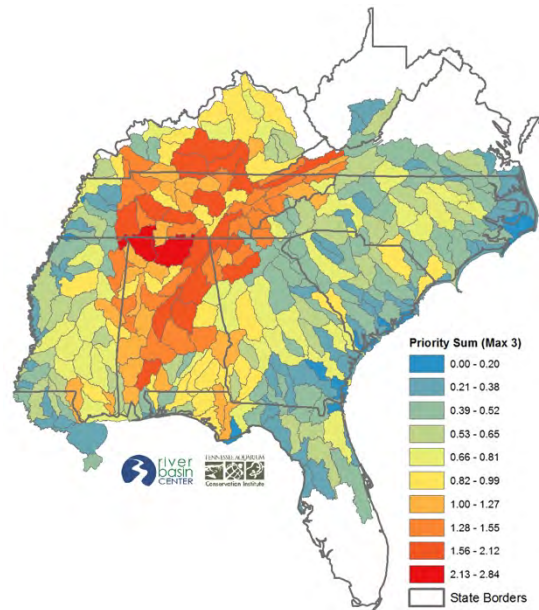 Priority Sum (Max 3)
0.00 - 0.20
0.21 - 0.38
0.39 - 0.52
0.53 - 0.65
0.66 - 0.81
0.82 - 0.99
1.00 - 1.27
1.28 - 1.55
1.56 - 2.12
2.13 - 2.84
State Borders
river
basin
CENTER
TENNESSEE AQUARIUM
Conservation Institute